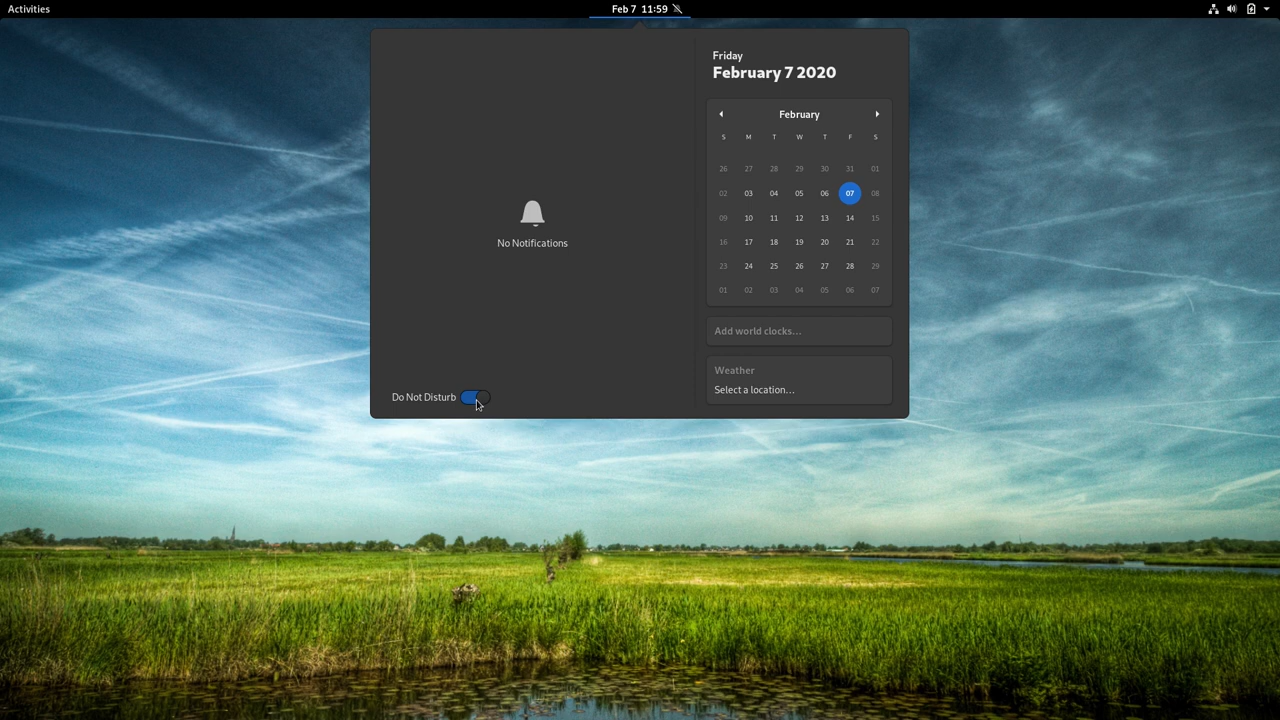 Activities
Feb 7 11:59
Friday
February 7 2020
February
S M T W T F S
26 27 28 29 30 31 01
02 03 04 05 06 07 08
09 10 11 12 13 14 15
16 17 18 19 20 21 22
23 24 25 26 27 28 29
01 02 03 04 05 06 07
No Notifications
Add world clocks…
Weather
Select a location…
Do Not Disturb